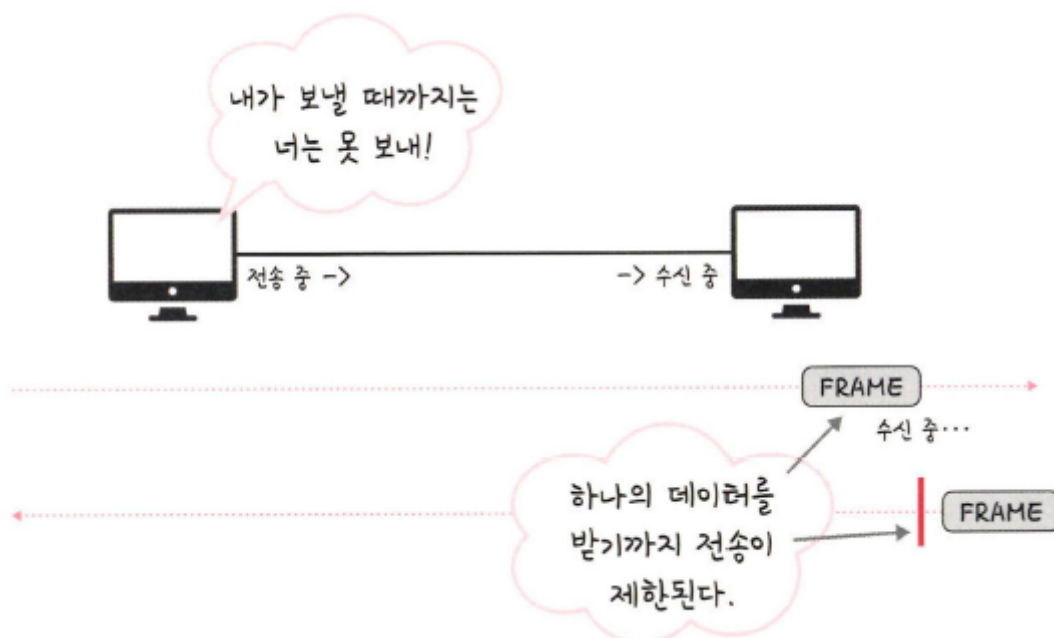 내가 보낼 때까지는
너는 못 보내!
전송 중 ->
-> 수신 중
FRAME
수신 중...
하나의 데이터를
받기까지 전송이
제한된다.
FRAME